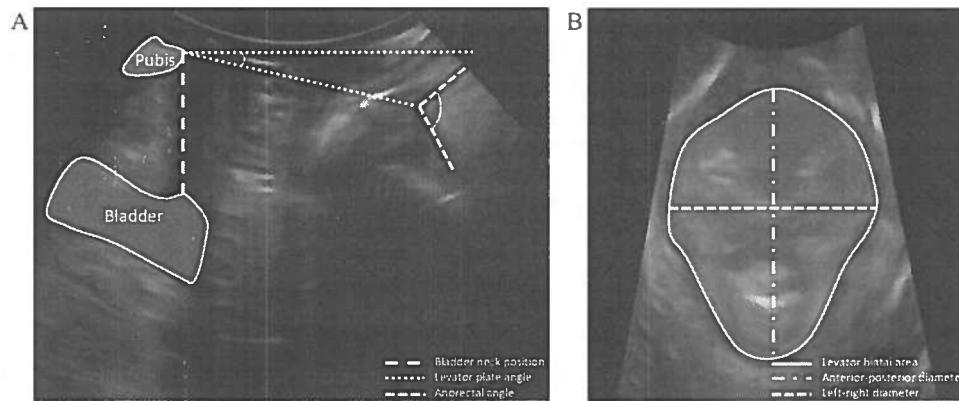 A
B
Pubis
Bladder
Bladder neck position
Levator plate angle
Anorectal angle
Levator hiatal area
Anterior-posterior diameter
Left-right diameter